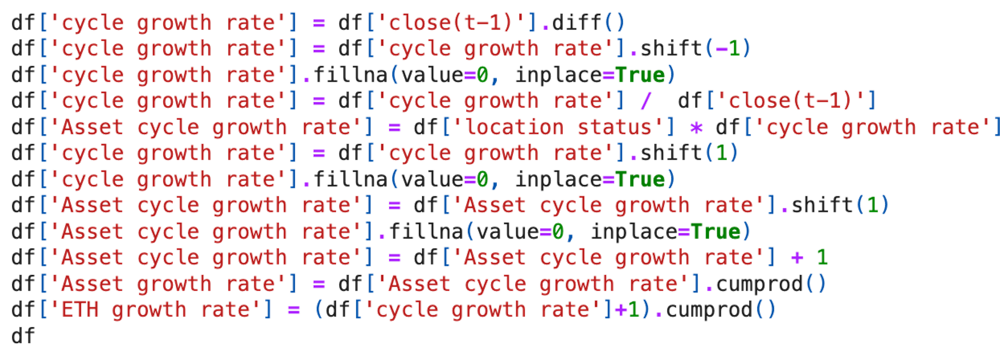 df['cycle growth rate'] = df['close(t-1)'].diff()
df['cycle growth rate'] = df['cycle growth rate'].shift(-1)
df['cycle growth rate'].fillna(value=0, inplace=True)
df['cycle growth rate'] = df['cycle growth rate'] /  df['close(t-1)']
df['Asset cycle growth rate'] = df['location status'] * df['cycle growth rate']
df['cycle growth rate'] = df['cycle growth rate'].shift(1)
df['cycle growth rate'].fillna(value=0, inplace=True)
df['Asset cycle growth rate'] = df['Asset cycle growth rate'].shift(1)
df['Asset cycle growth rate'].fillna(value=0, inplace=True)
df['Asset cycle growth rate'] = df['Asset cycle growth rate'] + 1
df['Asset growth rate'] = df['Asset cycle growth rate'].cumprod()
df['ETH growth rate'] = (df['cycle growth rate']+1).cumprod()
df